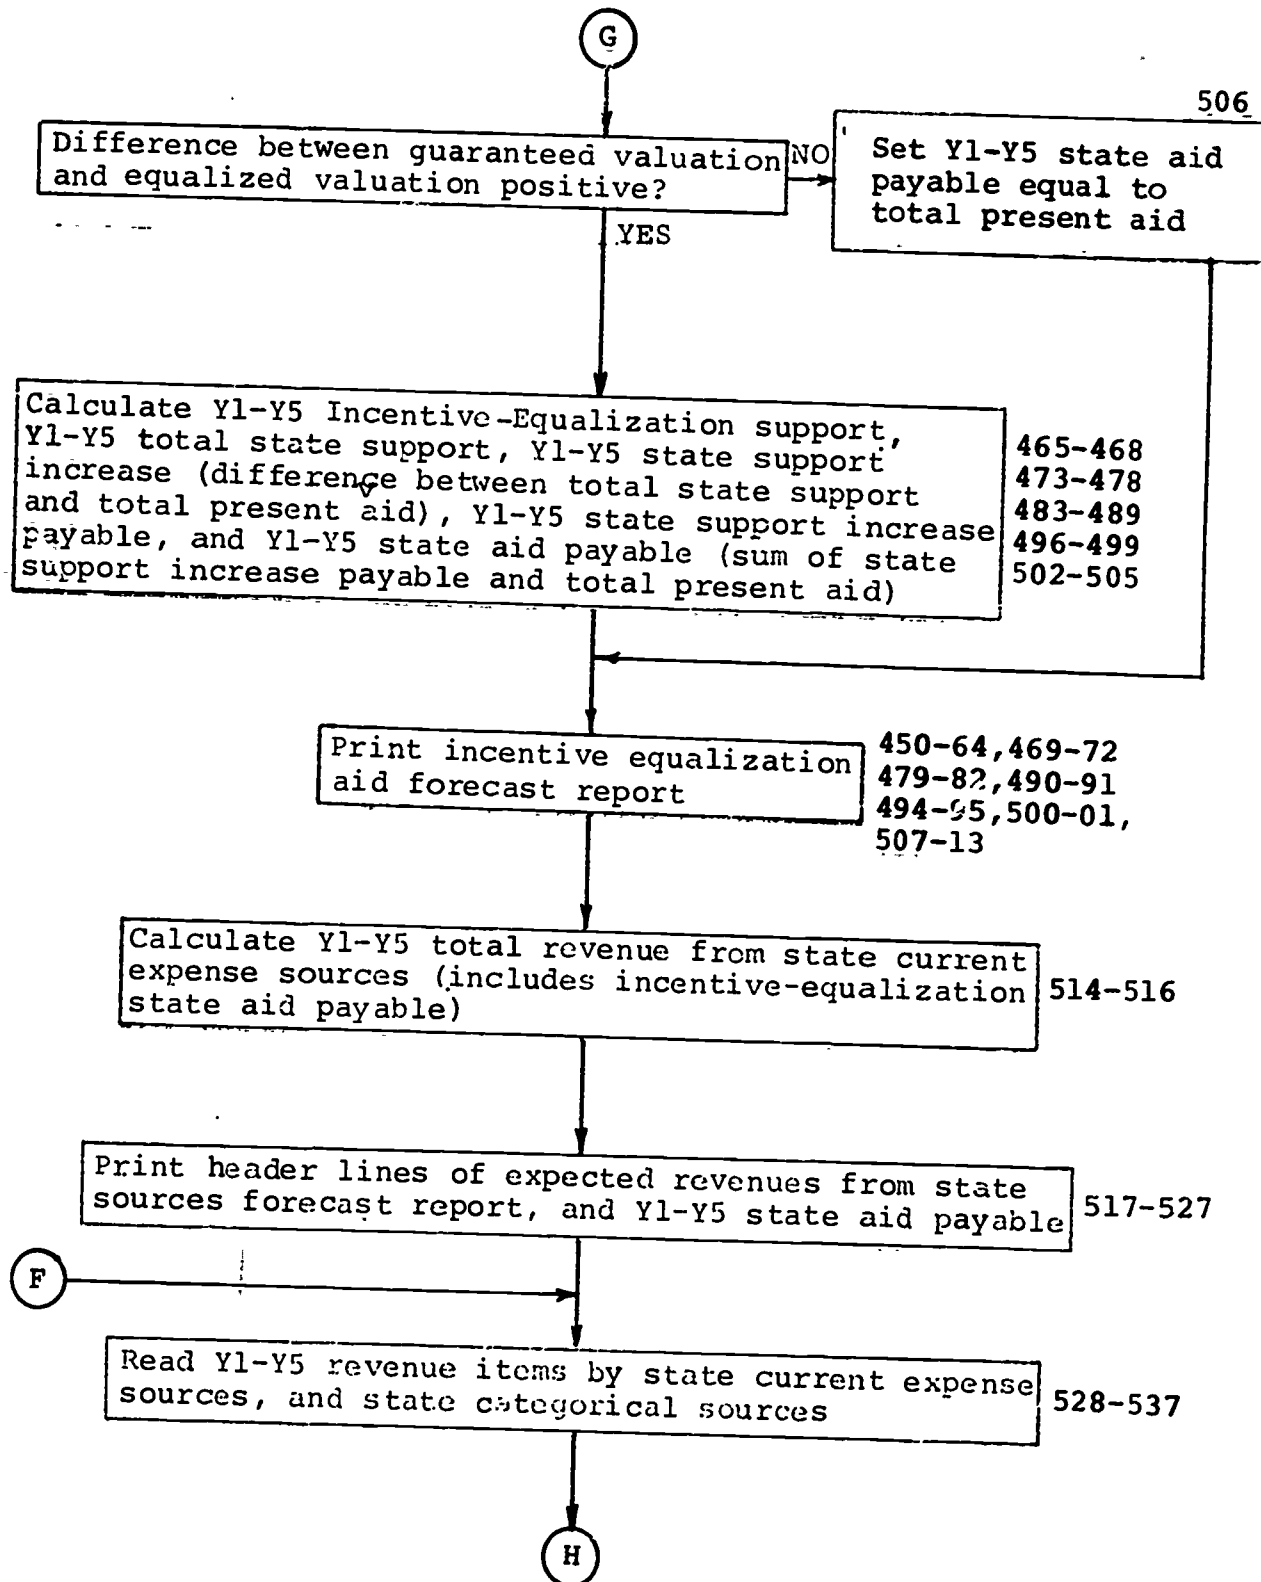 G
506
Difference between guaranteed valuation
and equalized valuation positive?
NO
Set Y1-Y5 state aid
payable equal to
total present aid
YES
Calculate Y1-Y5 Incentive-Equalization support,
Y1-Y5 total state support, Y1-Y5 state support
increase (difference between total state support
and total present aid), Y1-Y5 state support increase
payable, and Y1-Y5 state aid payable (sum of state
support increase payable and total present aid)
465-468
473-478
483-489
496-499
502-505
Print incentive equalization
aid forecast report
450-64,469-72
479-82,490-91
494-95,500-01,
507-13
Calculate Y1-Y5 total revenue from state current
expense sources (includes incentive-equalization
state aid payable)
514-516
Print header lines of expected revenues from state
sources forecast report, and Y1-Y5 state aid payable
517-527
F
Read Y1-Y5 revenue items by state current expense
sources, and state categorical sources
528-537
H